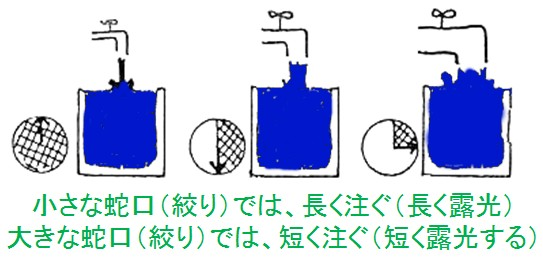 小さな蛇口（絞り）では、長く注ぐ（長く露光）
大きな蛇口（絞り）では、短く注ぐ（短く露光する）